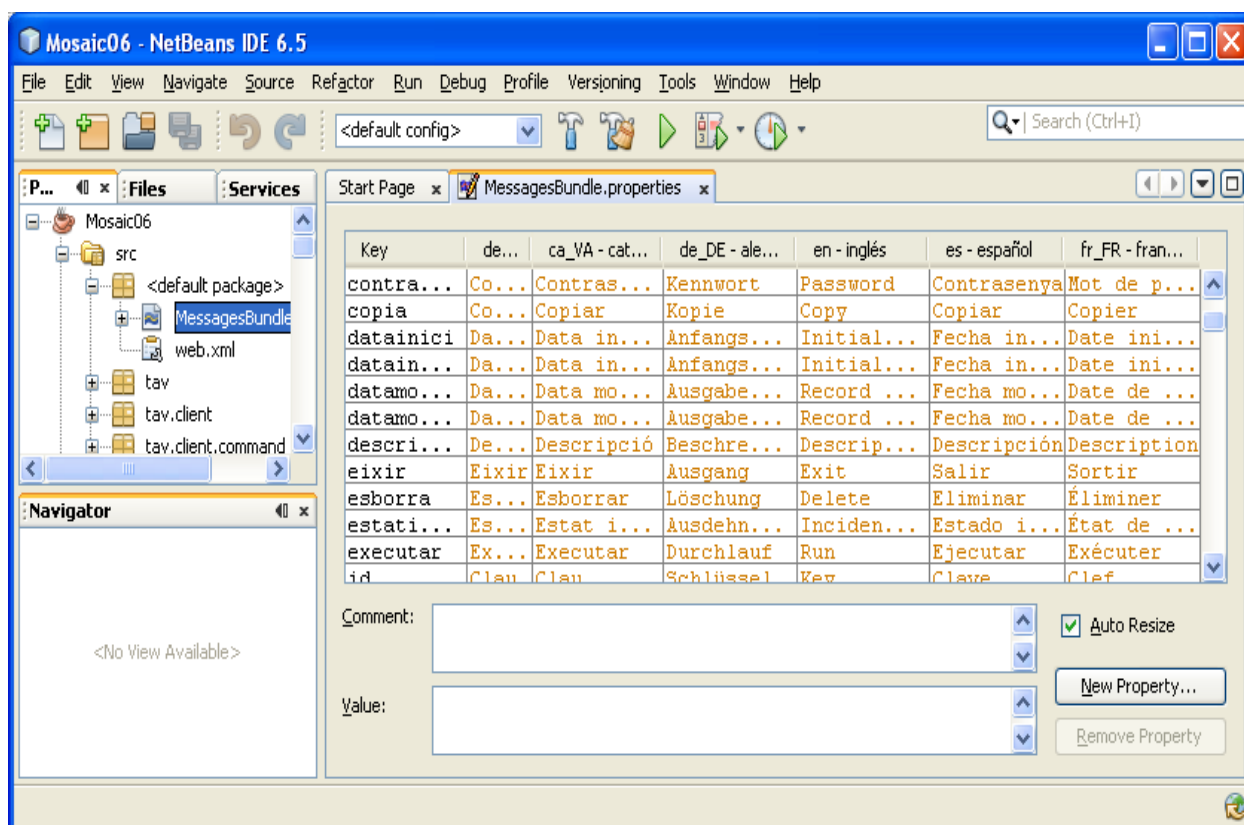 Mosaic06 - NetBeans IDE 6.5
File Edit View Navigate Source Refactor Run Debug Profile Versioning Tools Window Help
<default config>
Search (Ctrl+I)
P... Files Services
Start Page MessagesBundle.properties
Mosaic06
src
<default package>
MessagesBundle
web.xml
tav
tav.client
tav.client.command
Navigator
<No View Available>
Key de... ca_VA - cat... de_DE - ale... en - inglés es - español fr_FR - fran...
contra... Co... Contras... Kennwort Password Contrasenya Mot de p...
copia Co... Copiar Kopie Copy Copiar Copier
datainici Da... Data in... Anfangs... Initial... Fecha in... Date ini...
datain... Da... Data in... Anfangs... Initial... Fecha in... Date ini...
datamo... Da... Data mo... Ausgabe... Record ... Fecha mo... Date de ...
datamo... Da... Data mo... Ausgabe... Record ... Fecha mo... Date de ...
descri... De... Descripció Beschre... Descrip... Descripción Description
eixir Eixir Eixir Ausgang Exit Salir Sortir
esborra Es... Esborrar Löschung Delete Eliminar Éliminer
estati... Es... Estat i... Ausdehn... Inciden... Estado i... État de ...
executar Ex... Executar Durchlauf Run Ejecutar Exécuter
id Clau Clau Schlüssel Key Clave Clef
Comment:
Auto Resize
Value:
New Property...
Remove Property